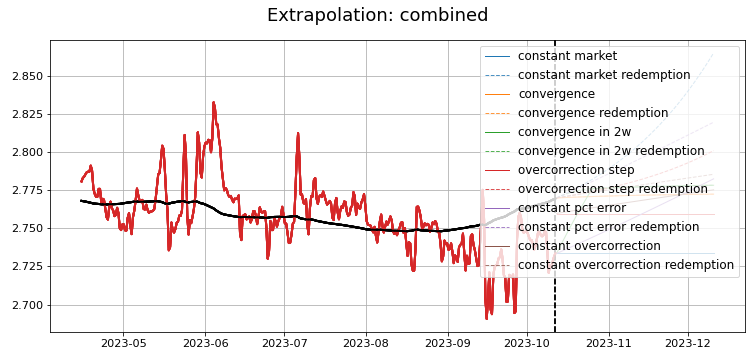 Extrapolation: combined
2.850
2.825
2.800
2.775
2.750
2.725
2.700
constant market
constant market redemption
convergence
convergence redemption
convergence in 2w
convergence in 2w redemption
overcorrection step
overcorrection step redemption
constant pct error
constant pct error redemption
constant overcorrection
constant overcorrection redemption
2023-05 2023-06 2023-07 2023-08 2023-09 2023-10 2023-11 2023-12